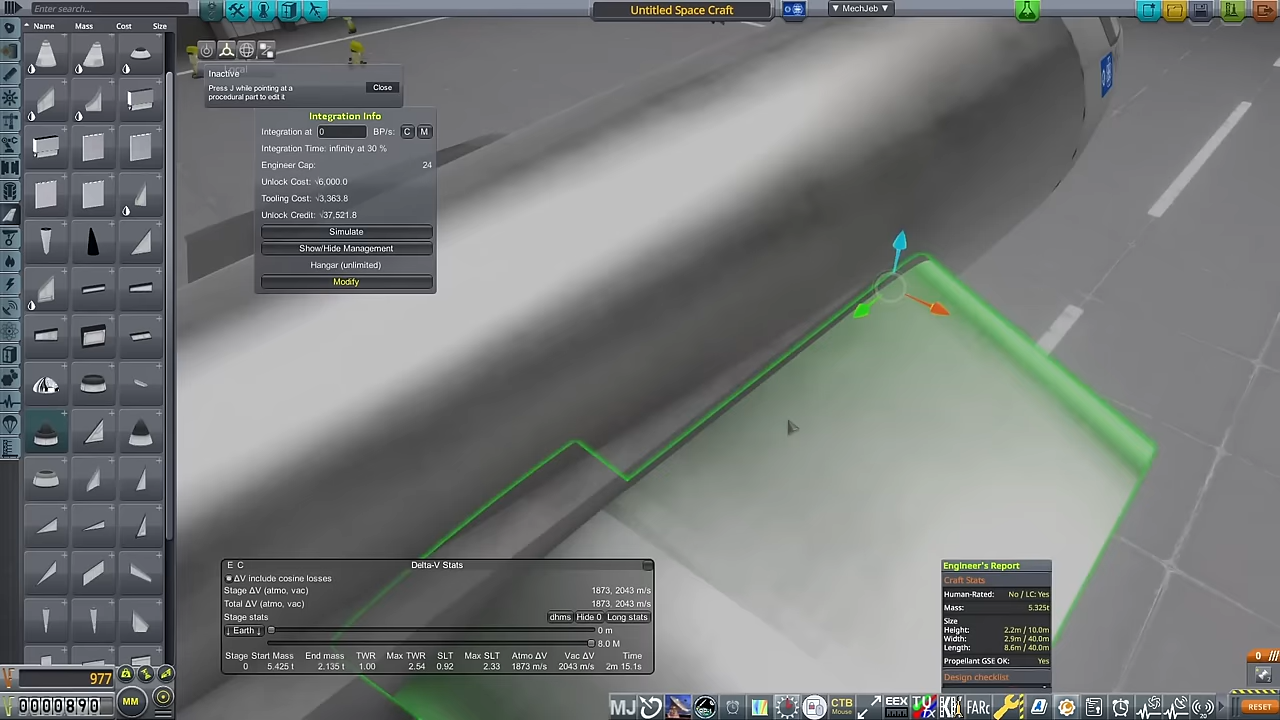 Enter search...
Untitled Space Craft
▼ MechJeb ▼
Name Mass Cost Size
Local
Inactive
Press J while pointing at a
procedural part to edit it
Close
Integration Info
Integration at 0 BP/s: C M
Integration Time: infinity at 30 %
Engineer Cap: 24
Unlock Cost: √6,000.0
Tooling Cost: √3,363.8
Unlock Credit: √37,521.8
Simulate
Show/Hide Management
Hangar (unlimited)
Modify
E C Delta-V Stats
ΔV include cosine losses
Stage ΔV (atmo, vac) 1873, 2043 m/s
Total ΔV (atmo, vac) 1873, 2043 m/s
Stage stats dhms Hide 0 Long stats
↓ Earth ↓ 0 m
8.0 M
Stage Start Mass End mass TWR Max TWR SLT Max SLT Atmo ΔV Vac ΔV Time
0 5.425 t 2.135 t 1.00 2.54 0.92 2.33 1873 m/s 2043 m/s 2m 15.1s
Engineer's Report
Craft Stats
Human-Rated: No / LC: Yes
Mass: 5.325t
Size
Height: 2.2m / 10.0m
Width: 2.9m / 40.0m
Length: 8.6m / 40.0m
Propellant GSE OK: Yes
Design checklist
977
0000890
MM
MJ
CTB
Mouse
EEX
FARc
0
RESET